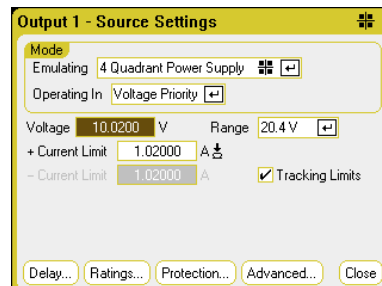 Output 1 - Source Settings
Mode
Emulating 4 Quadrant Power Supply
Operating In Voltage Priority
Voltage 10.0200 V Range 20.4 V
+ Current Limit 1.02000 A
- Current Limit 1.02000 A Tracking Limits
Delay... Ratings... Protection... Advanced... Close